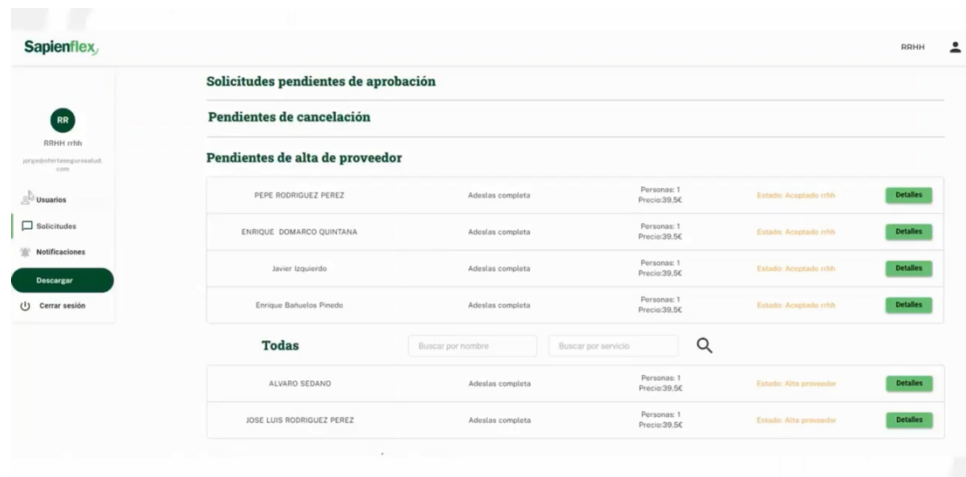 Sapienflex
RRHH
RR
RRHH rrhh
Usuarios
Solicitudes
Notificaciones
Descargar
Cerrar sesión
Solicitudes pendientes de aprobación
Pendientes de cancelación
Pendientes de alta de proveedor
PEPE RODRIGUEZ PEREZ Adeslas completa Personas: 1 Estado: Aceptado rrhh Detalles
Precio:39,5€
ENRIQUE DOMARCO QUINTANA Adeslas completa Personas: 1 Estado: Aceptado rrhh Detalles
Precio:39,5€
Javier Izquierdo Adeslas completa Personas: 1 Estado: Aceptado rrhh Detalles
Precio:39,5€
Enrique Bañuelos Pinedo Adeslas completa Personas: 1 Estado: Aceptado rrhh Detalles
Precio:39,5€
Todas Buscar por nombre Buscar por servicio
ALVARO SEDANO Adeslas completa Personas: 1 Estado: Alta proveedor Detalles
Precio:39,5€
JOSE LUIS RODRIGUEZ PEREZ Adeslas completa Personas: 1 Estado: Alta proveedor Detalles
Precio:39,5€